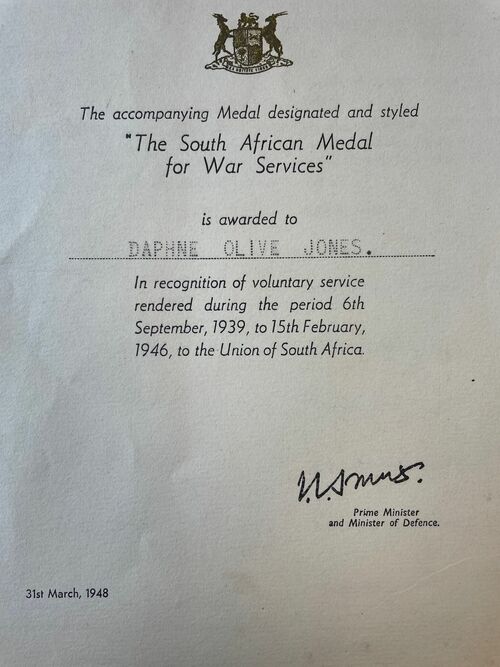 The accompanying Medal designated and styled
"The South African Medal
for War Services"
is awarded to
DAPHNE OLIVE JONES.
In recognition of voluntary service
rendered during the period 6th
September, 1939, to 15th February,
1946, to the Union of South Africa.
Prime Minister
and Minister of Defence.
31st March, 1948